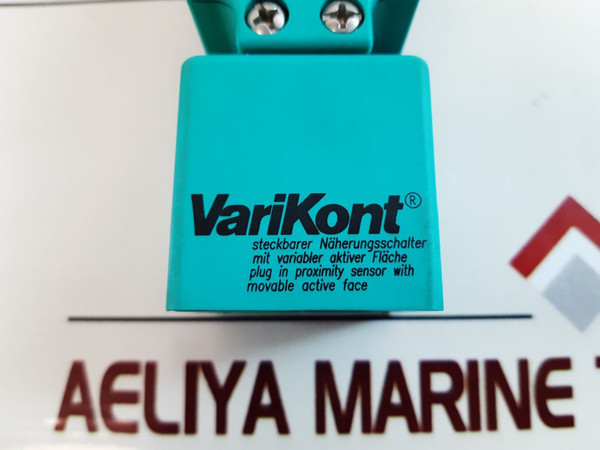 VariKont®
steckbarer Näherungsschalter
mit variabler aktiver Fläche
plug in proximity sensor with
movable active face
AELIYA MARINE